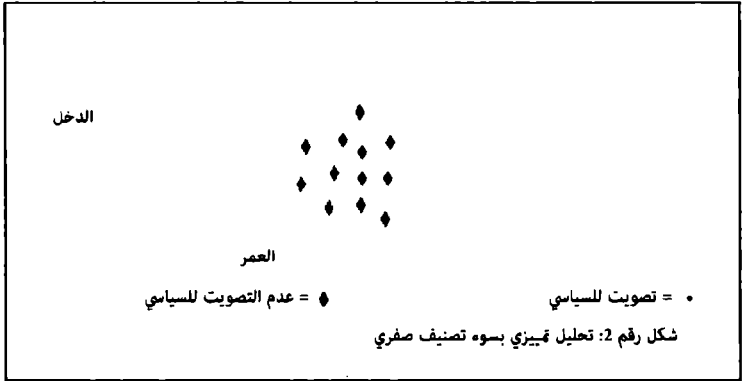 الدخل
العمر
• = تصويت للسياسي
♦ = عدم التصويت للسياسي
شكل رقم 2: تحليل تمييزي بسوء تصنيف صفري